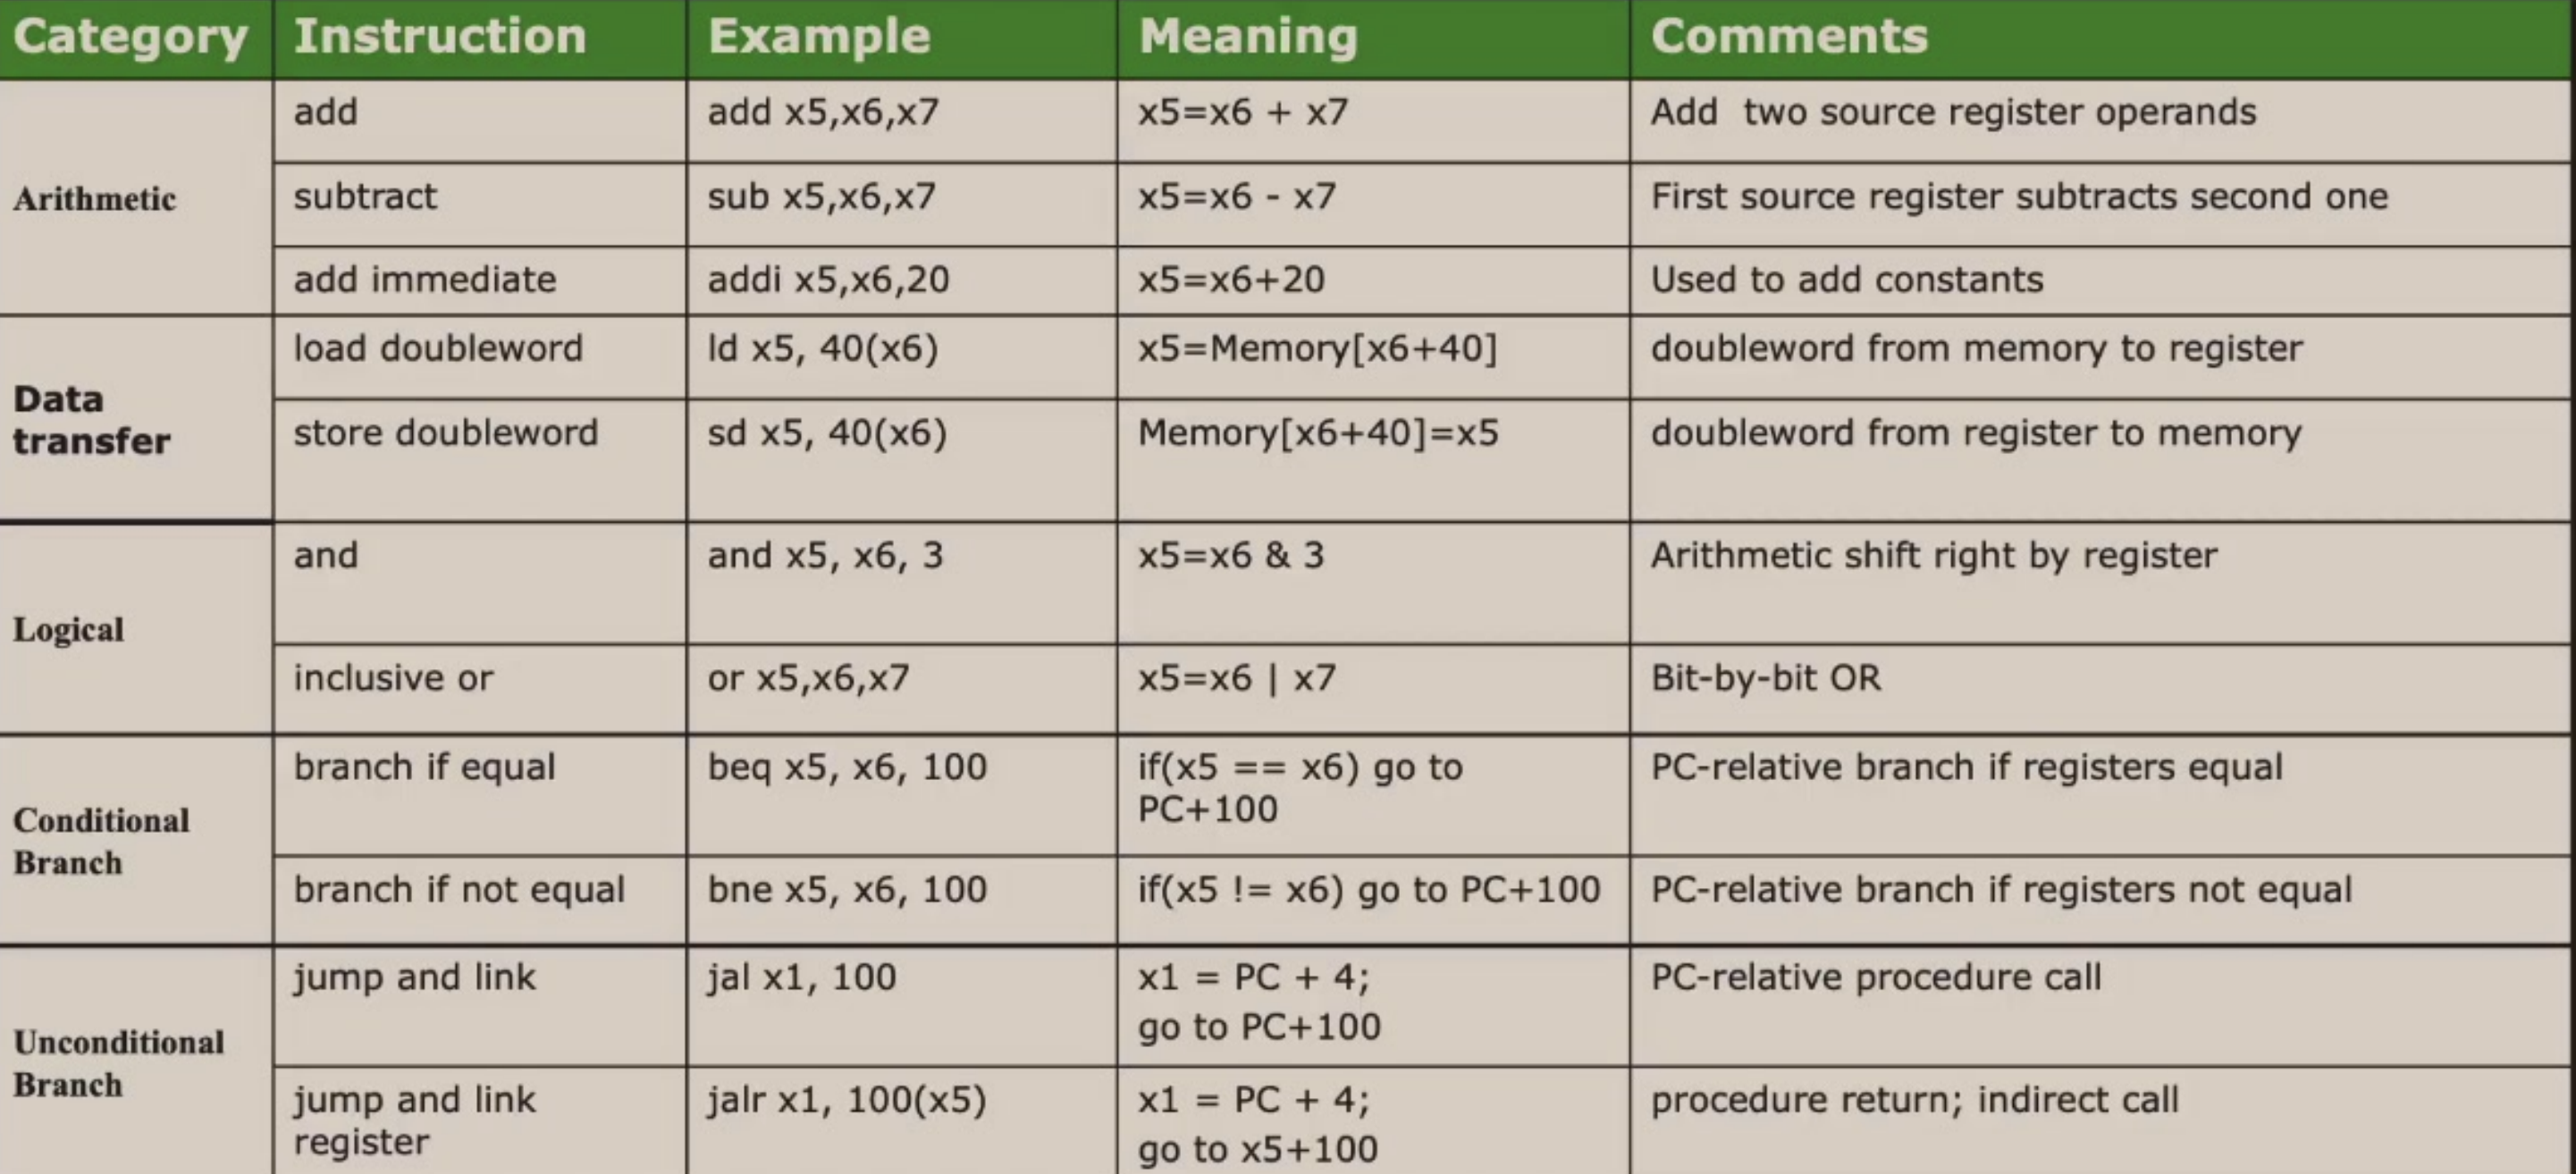 Category Instruction Example Meaning Comments
Arithmetic
add add x5,x6,x7 x5=x6 + x7 Add two source register operands
subtract sub x5,x6,x7 x5=x6 - x7 First source register subtracts second one
add immediate addi x5,x6,20 x5=x6+20 Used to add constants
Data
transfer
load doubleword ld x5, 40(x6) x5=Memory[x6+40] doubleword from memory to register
store doubleword sd x5, 40(x6) Memory[x6+40]=x5 doubleword from register to memory
Logical
and and x5, x6, 3 x5=x6 & 3 Arithmetic shift right by register
inclusive or or x5,x6,x7 x5=x6 | x7 Bit-by-bit OR
Conditional
Branch
branch if equal beq x5, x6, 100 if(x5 == x6) go to
PC+100
PC-relative branch if registers equal
branch if not equal bne x5, x6, 100 if(x5 != x6) go to PC+100 PC-relative branch if registers not equal
Unconditional
Branch
jump and link jal x1, 100 x1 = PC + 4;
go to PC+100
PC-relative procedure call
jump and link
register
jalr x1, 100(x5) x1 = PC + 4;
go to x5+100
procedure return; indirect call